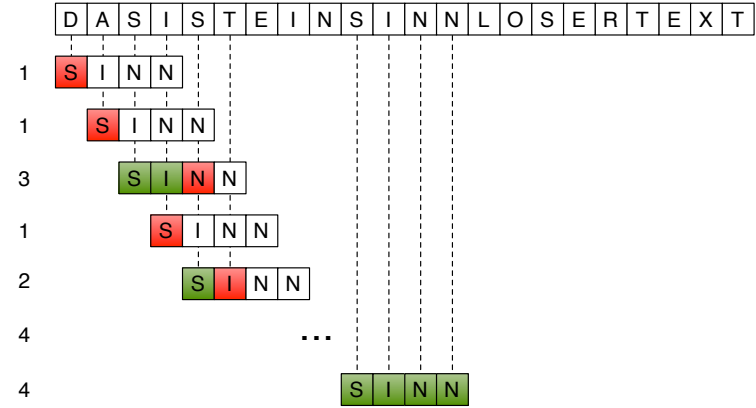 D A S I S T E I N S I N N L O S E R T E X T
1 S I N N
1 S I N N
3 S I N N
1 S I N N
2 S I N N
4 ...
4 S I N N